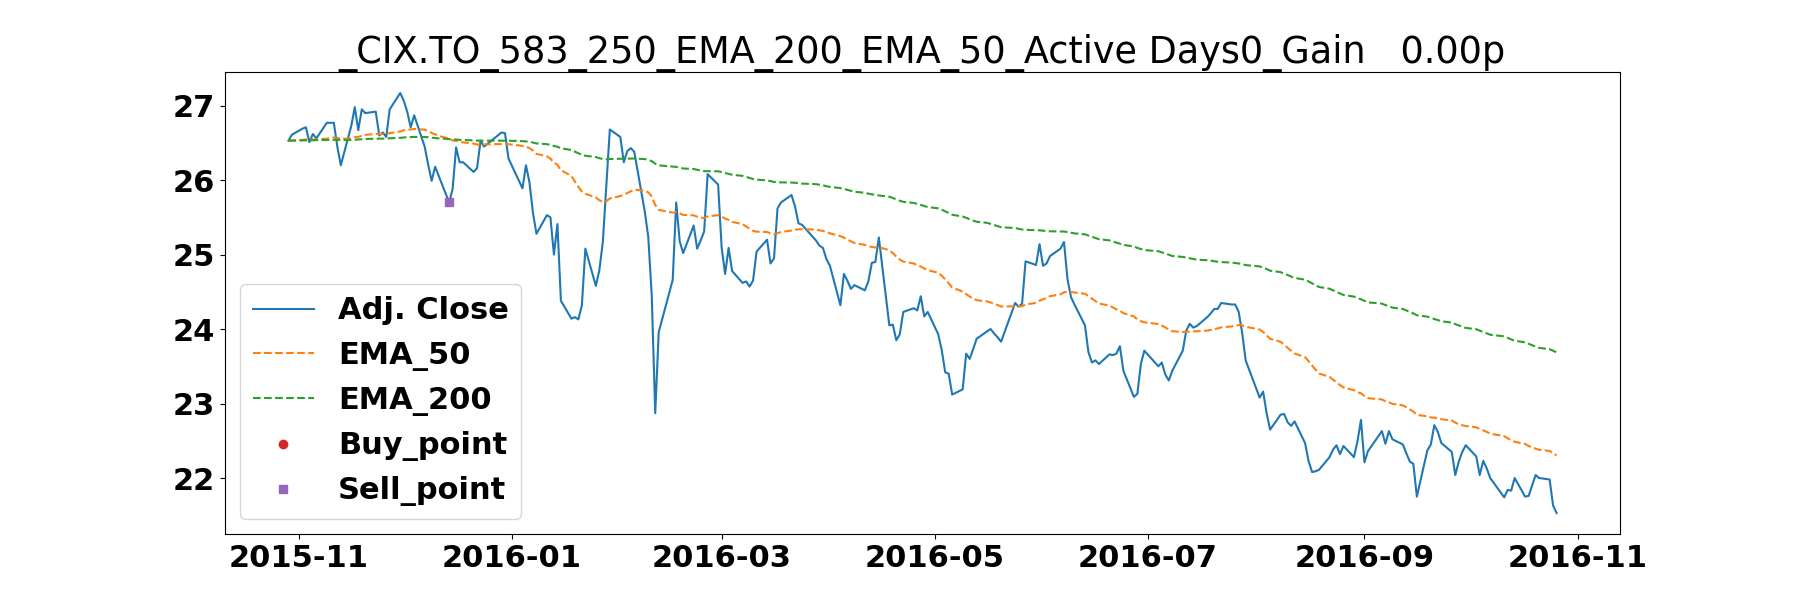 _CIX.TO_583_250_EMA_200_EMA_50_Active Days0_Gain   0.00p
27
26
25
24
23
22
Adj. Close
EMA_50
EMA_200
Buy_point
Sell_point
2015-11 2016-01 2016-03 2016-05 2016-07 2016-09 2016-11